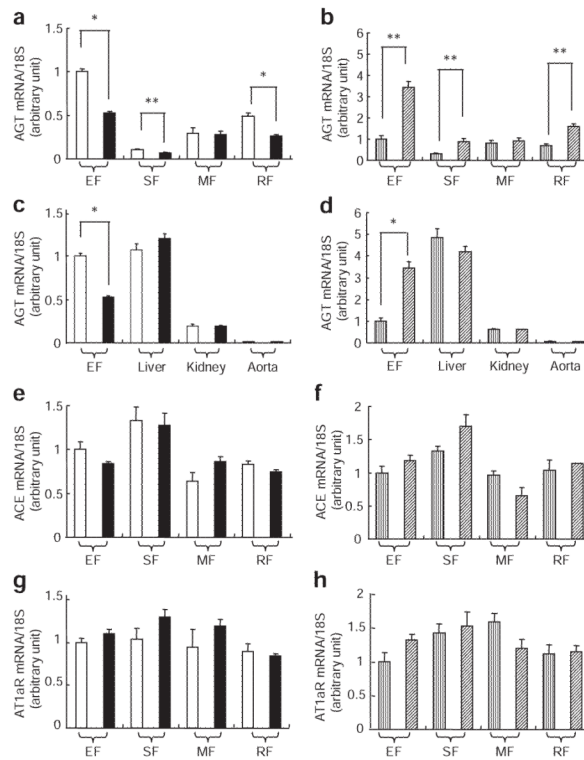 a
AGT mRNA/18S
(arbitrary unit)
1.5
1
0.5
0
*
**
*
EF SF MF RF
b
AGT mRNA/18S
(arbitrary unit)
6
5
4
3
2
1
0
**
**
**
EF SF MF RF
c
AGT mRNA/18S
(arbitrary unit)
1.5
1
0.5
0
*
EF Liver Kidney Aorta
d
AGT mRNA/18S
(arbitrary unit)
6
5
4
3
2
1
0
*
EF Liver Kidney Aorta
e
ACE mRNA/18S
(arbitrary unit)
1.5
1
0.5
0
EF SF MF RF
f
ACE mRNA/18S
(arbitrary unit)
2
1.5
1
0.5
0
EF SF MF RF
g
AT1aR mRNA/18S
(arbitrary unit)
1.5
1
0.5
0
EF SF MF RF
h
AT1aR mRNA/18S
(arbitrary unit)
2
1.5
1
0.5
0
EF SF MF RF